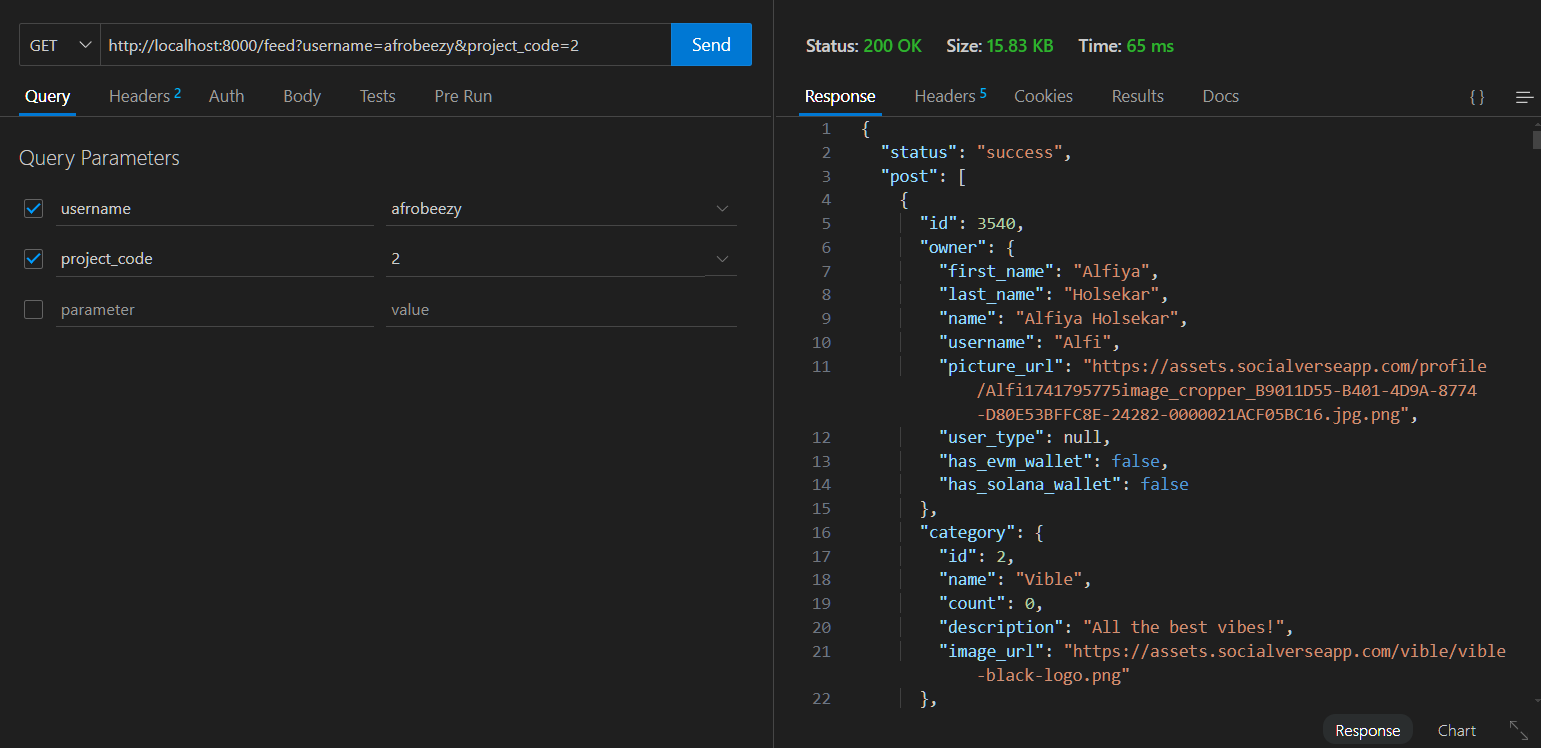 GET http://localhost:8000/feed?username=afrobeezy&project_code=2 Send
Query Headers 2 Auth Body Tests Pre Run
Query Parameters
username afrobeezy
project_code 2
parameter value
Status: 200 OK Size: 15.83 KB Time: 65 ms
Response Headers 5 Cookies Results Docs { }
1 {
2 "status": "success",
3 "post": [
4 {
5 "id": 3540,
6 "owner": {
7 "first_name": "Alfiya",
8 "last_name": "Holsekar",
9 "name": "Alfiya Holsekar",
10 "username": "Alfi",
11 "picture_url": "https://assets.socialverseapp.com/profile
/Alfi1741795775image_cropper_B9011D55-B401-4D9A-8774
-D80E53BFFC8E-24282-0000021ACF05BC16.jpg.png",
12 "user_type": null,
13 "has_evm_wallet": false,
14 "has_solana_wallet": false
15 },
16 "category": {
17 "id": 2,
18 "name": "Vible",
19 "count": 0,
20 "description": "All the best vibes!",
21 "image_url": "https://assets.socialverseapp.com/vible/vible
-black-logo.png"
22 },
Response Chart